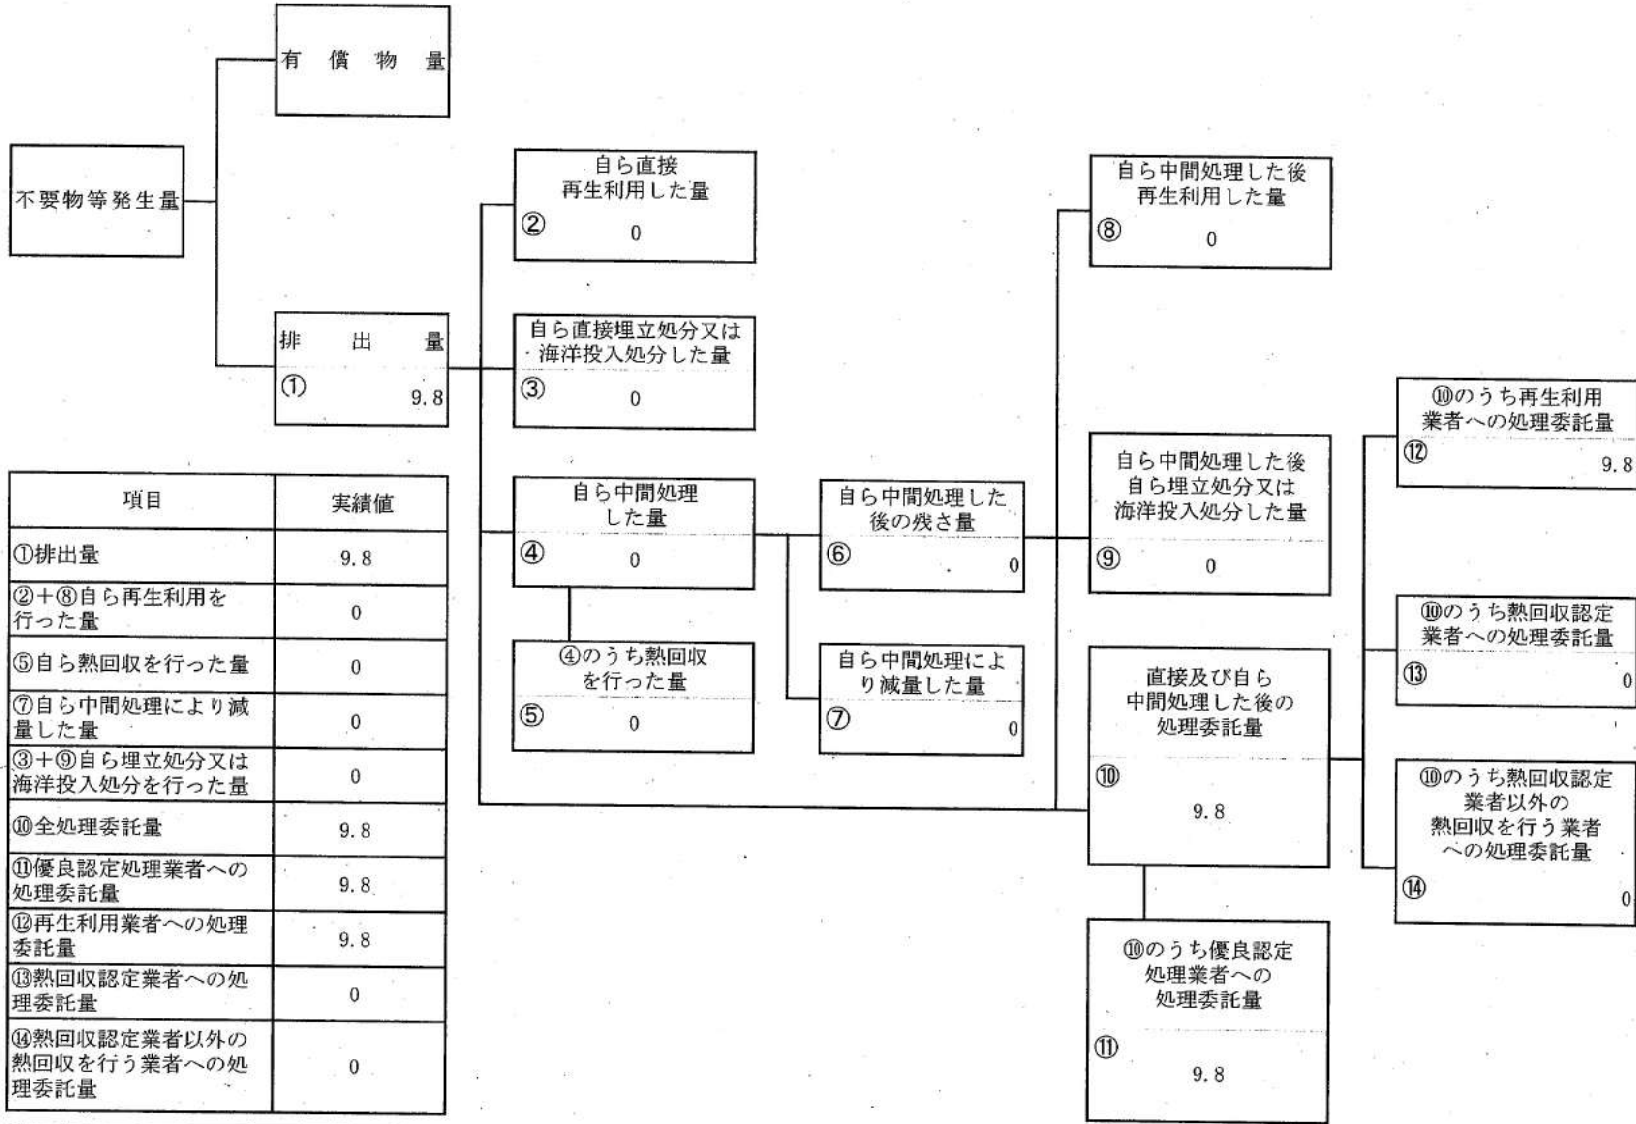 有償物量
不要物等発生量
排出量
① 9.8
自ら直接
再生利用した量
② 0
自ら直接埋立処分又は
海洋投入処分した量
③ 0
自ら中間処理
した量
④ 0
④のうち熱回収
を行った量
⑤ 0
自ら中間処理した
後の残さ量
⑥ 0
自ら中間処理によ
り減量した量
⑦ 0
自ら中間処理した後
再生利用した量
⑧ 0
自ら中間処理した後
自ら埋立処分又は
海洋投入処分した量
⑨ 0
直接及び自ら
中間処理した後の
処理委託量
⑩
9.8
⑩のうち優良認定
処理業者への
処理委託量
⑪
9.8
⑩のうち再生利用
業者への処理委託量
⑫ 9.8
⑩のうち熱回収認定
業者への処理委託量
⑬ 0
⑩のうち熱回収認定
業者以外の
熱回収を行う業者
への処理委託量
⑭ 0
項目 実績値
①排出量 9.8
②+⑧自ら再生利用を
行った量 0
⑤自ら熱回収を行った量 0
⑦自ら中間処理により減
量した量 0
③+⑨自ら埋立処分又は
海洋投入処分を行った量 0
⑩全処理委託量 9.8
⑪優良認定処理業者への
処理委託量 9.8
⑫再生利用業者への処理
委託量 9.8
⑬熱回収認定業者への処
理委託量 0
⑭熱回収認定業者以外の
熱回収を行う業者への処
理委託量 0